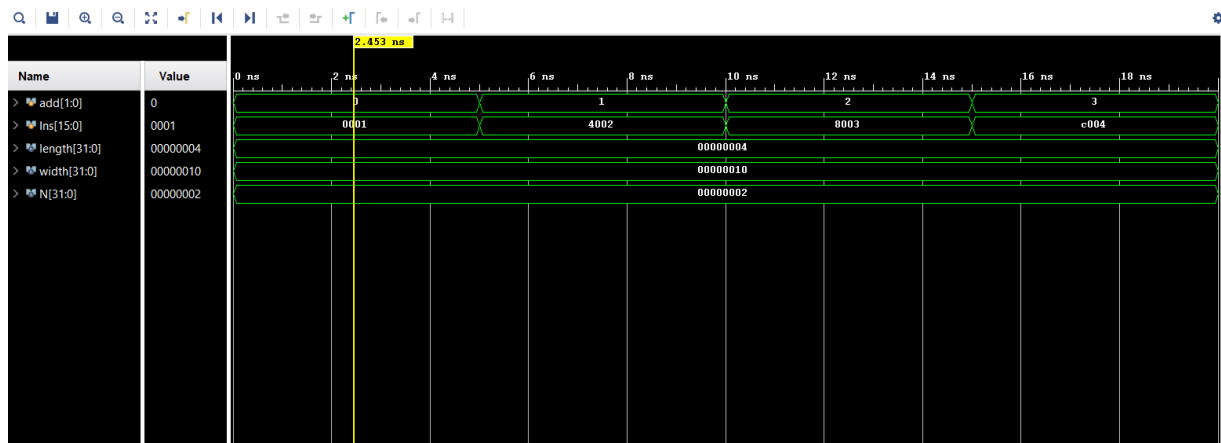 2.453 ns
Name Value 0 ns 2 ns 4 ns 6 ns 8 ns 10 ns 12 ns 14 ns 16 ns 18 ns
add[1:0] 0 0 1 2 3
Ins[15:0] 0001 0001 4002 8003 c004
length[31:0] 00000004 00000004
width[31:0] 00000010 00000010
N[31:0] 00000002 00000002